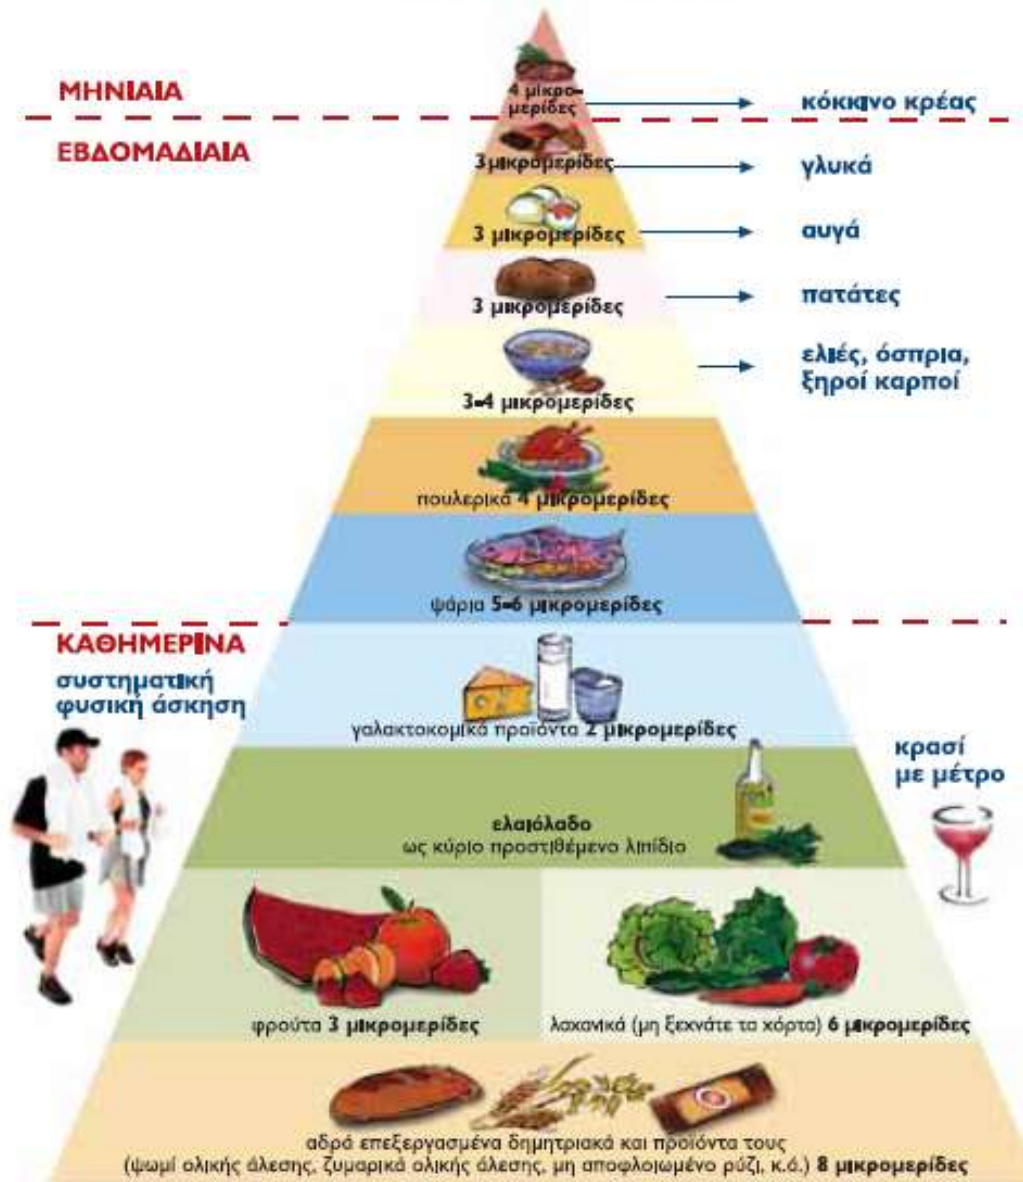 ΜΗΝΙΑΙΑ
4 μικρο-
μερίδες
κόκκινο κρέας
ΕΒΔΟΜΑΔΙΑΙΑ
3 μικρομερίδες
γλυκά
3 μικρομερίδες
αυγά
3 μικρομερίδες
πατάτες
ελιές, όσπρια,
ξηροί καρποί
3-4 μικρομερίδες
πουλερικά 4 μικρομερίδες
ψάρια 5-6 μικρομερίδες
ΚΑΘΗΜΕΡΙΝΑ
συστηματική
φυσική άσκηση
γαλακτοκομικά προϊόντα 2 μικρομερίδες
κρασί
με μέτρο
ελαιόλαδο
ως κύριο προστιθέμενο λιπίδιο
φρούτα 3 μικρομερίδες
λαχανικά (μη ξεχνάτε τα χόρτα) 6 μικρομερίδες
αδρά επεξεργασμένα δημητριακά και προϊόντα τους
(ψωμί ολικής άλεσης, ζυμαρικά ολικής άλεσης, μη αποφλοιωμένο ρύζι, κ.ά.) 8 μικρομερίδες